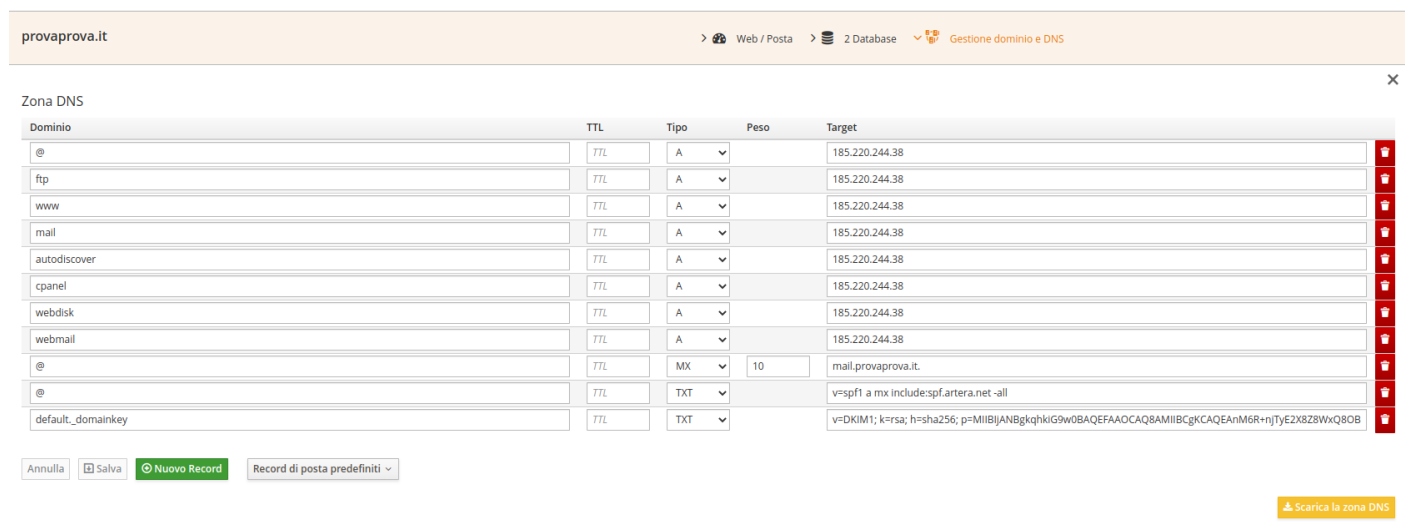 provaprova.it Web / Posta 2 Database Gestione dominio e DNS
Zona DNS
Dominio TTL Tipo Peso Target
@ TTL A 185.220.244.38
ftp TTL A 185.220.244.38
www TTL A 185.220.244.38
mail TTL A 185.220.244.38
autodiscover TTL A 185.220.244.38
cpanel TTL A 185.220.244.38
webdisk TTL A 185.220.244.38
webmail TTL A 185.220.244.38
@ TTL MX 10 mail.provaprova.it.
@ TTL TXT v=spf1 a mx include:spf.artera.net -all
default._domainkey TTL TXT v=DKIM1; k=rsa; h=sha256; p=MIIBIjANBgkqhkiG9w0BAQEFAAOCAQ8AMIIBCgKCAQEAnM6R+njTyE2X8Z8WxQ8OB
Annulla Salva Nuovo Record Record di posta predefiniti
Scarica la zona DNS